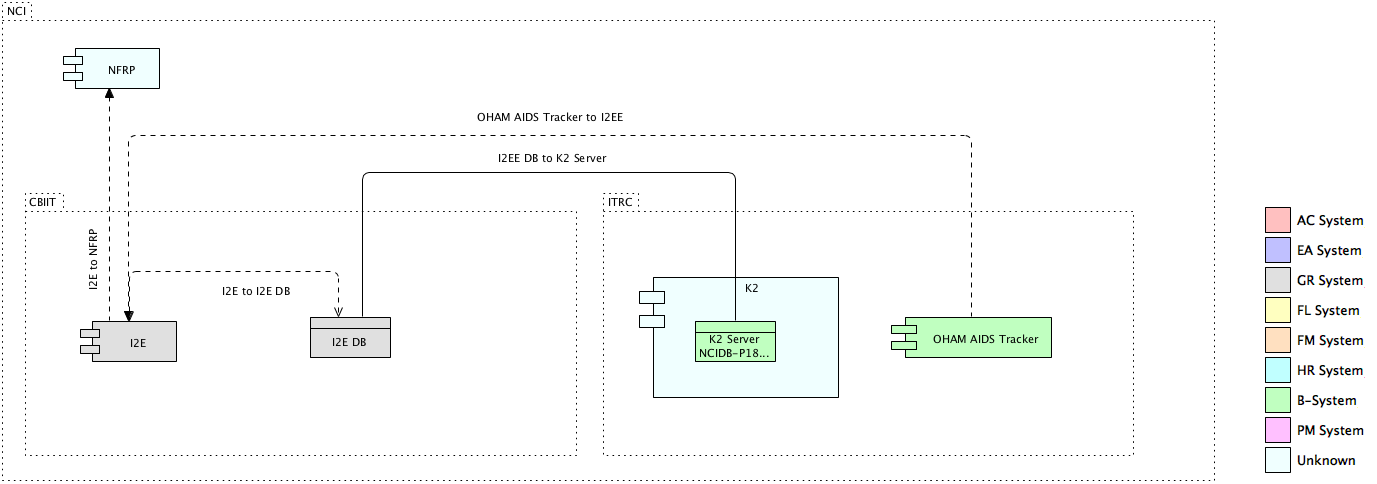 NCI
NFRP
OHAM AIDS Tracker to I2EE
I2EE DB to K2 Server
CBIIT
ITRC
I2E to NFRP
I2E to I2E DB
I2E
I2E DB
K2
K2 Server
NCIDB-P18...
OHAM AIDS Tracker
AC System
EA System
GR System
FL System
FM System
HR System
B-System
PM System
Unknown